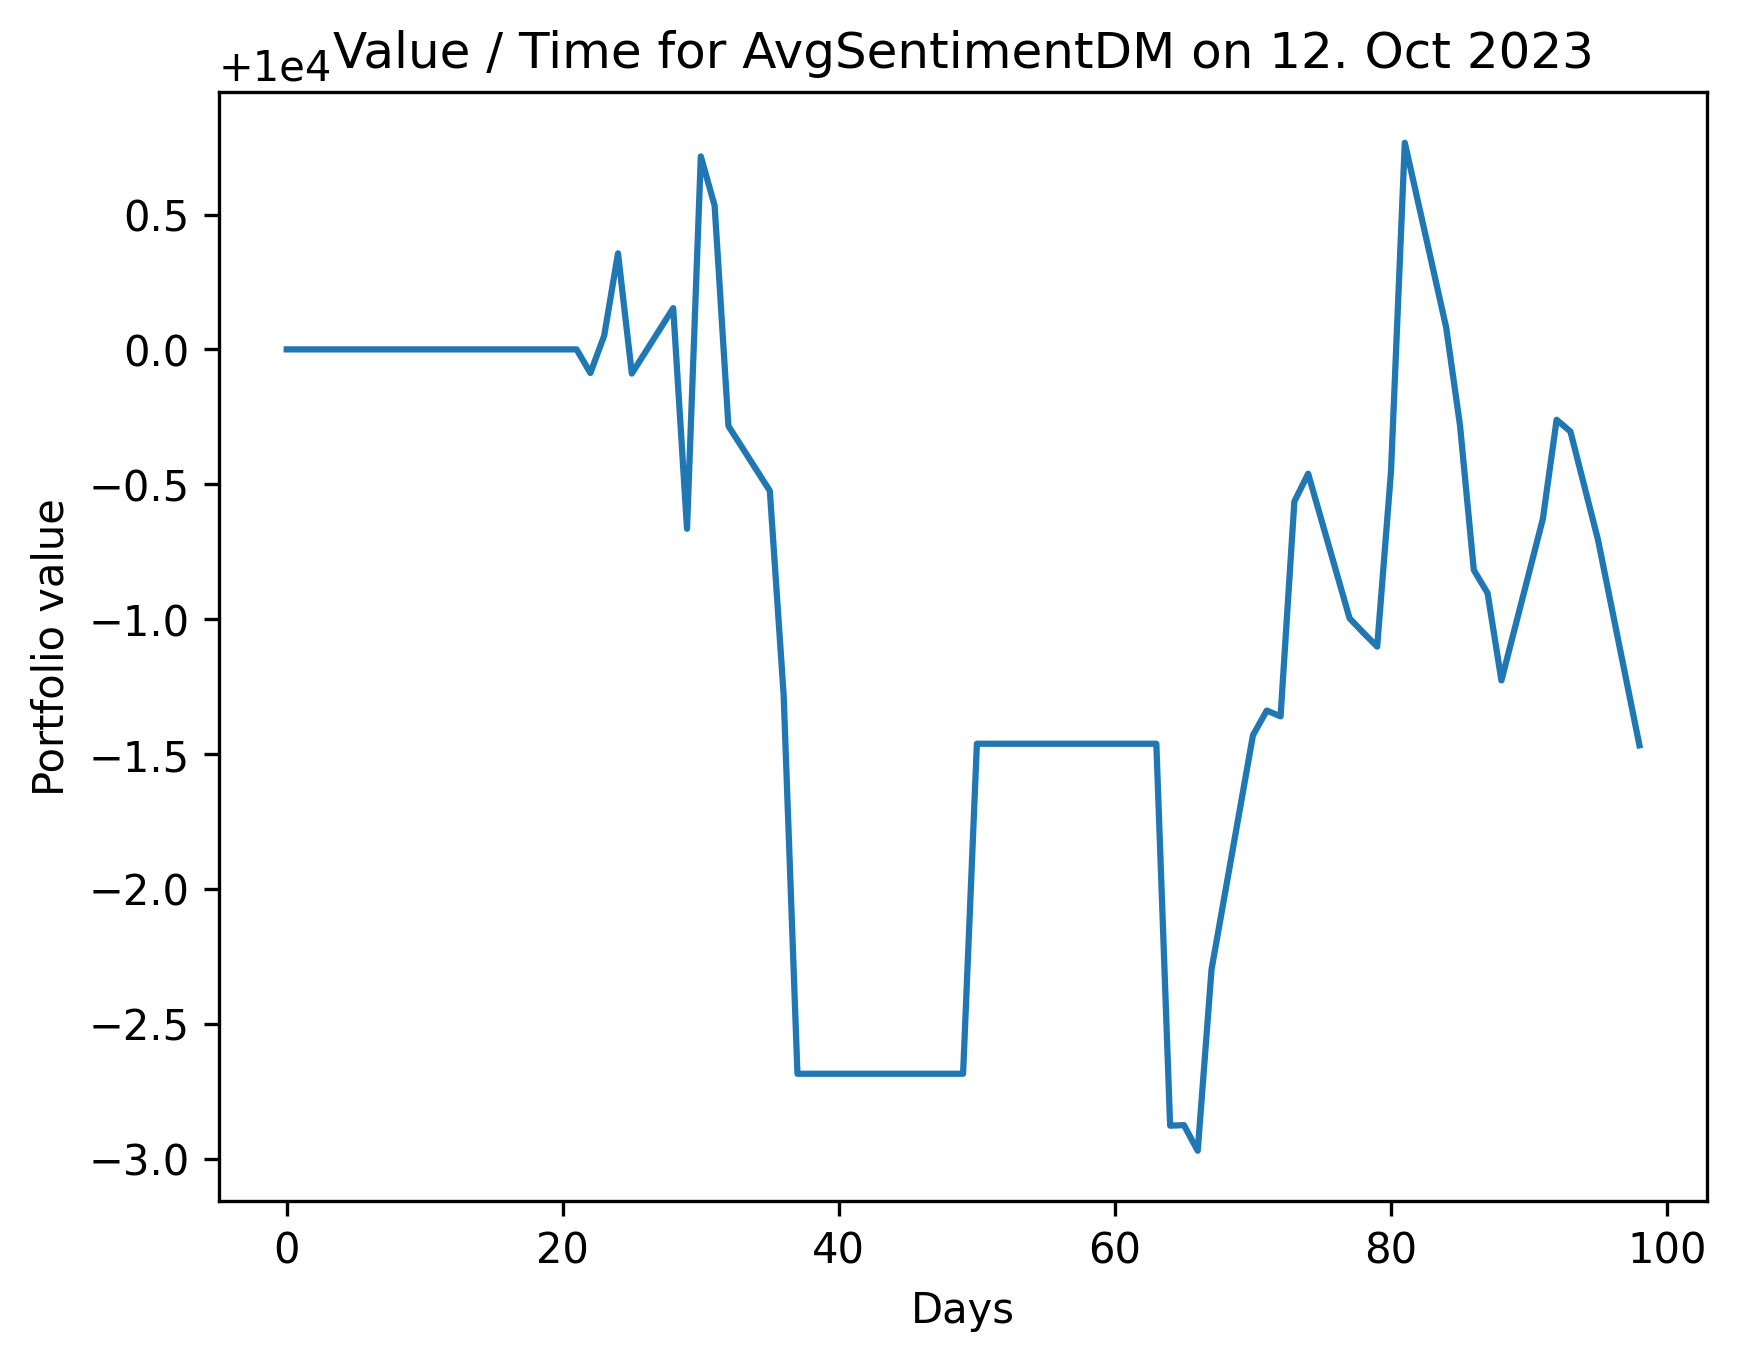 Value / Time for AvgSentimentDM on 12. Oct 2023
+1e4
0.5
0.0
−0.5
−1.0
−1.5
−2.0
−2.5
−3.0
Portfolio value
0 20 40 60 80 100
Days